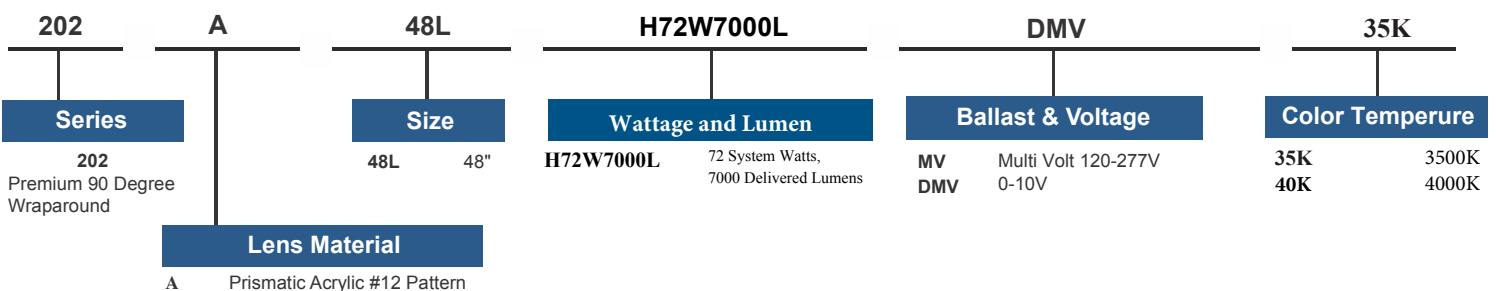 202 A 48L H72W7000L DMV 35K
Series Size Wattage and Lumen Ballast & Voltage Color Temperure
202 48L 48" H72W7000L 72 System Watts, MV Multi Volt 120-277V 35K 3500K
Premium 90 Degree 7000 Delivered Lumens DMV 0-10V 40K 4000K
Wraparound
Lens Material
A Prismatic Acrylic #12 Pattern